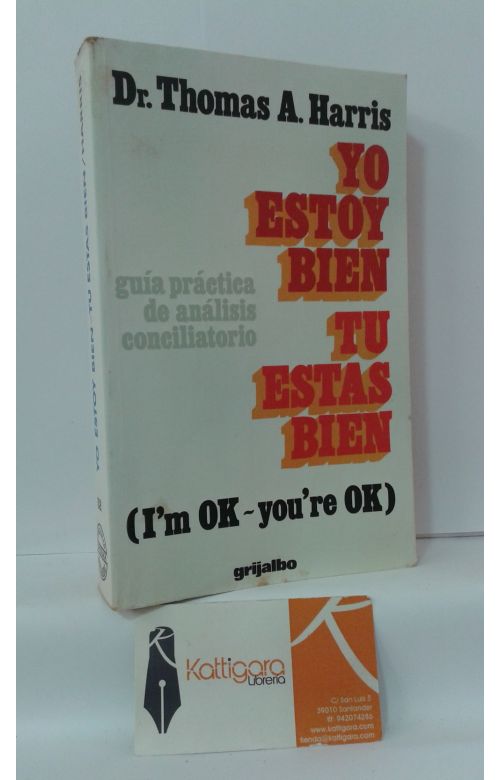 Dr. Thomas A. Harris
YO
ESTOY
BIEN
guía práctica
de análisis
conciliatorio
TU
ESTAS
BIEN
(I'm OK ~ you're OK)
grijalbo
YO ESTOY BIEN - TU ESTAS BIEN / HARRIS
Kattigara
Librería
C/ San Luis 5
39010 Santander
tf: 942074286
www.kattigara.com
tienda@kattigara.com